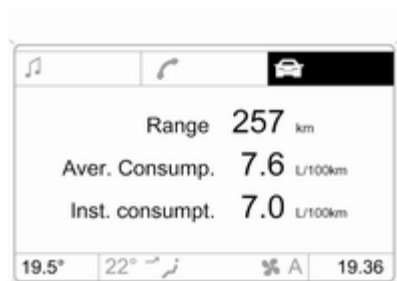 Range 257 km
Aver. Consump. 7.6 L/100km
Inst. consumpt. 7.0 L/100km
19.5° 22° A 19.36